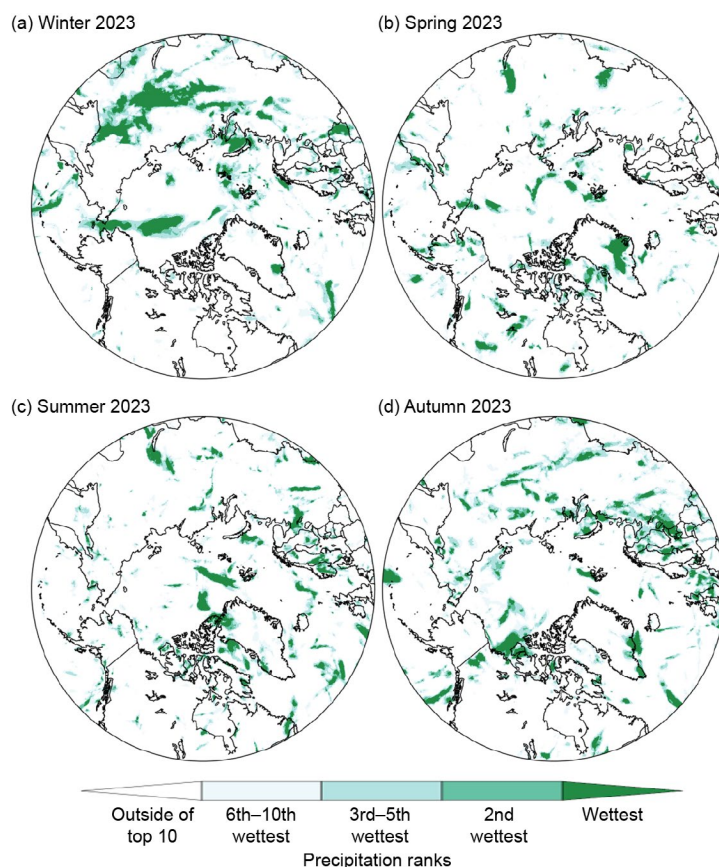 (a) Winter 2023
(b) Spring 2023
(c) Summer 2023
(d) Autumn 2023
Outside of top 10
6th–10th wettest
3rd–5th wettest
2nd wettest
Wettest
Precipitation ranks